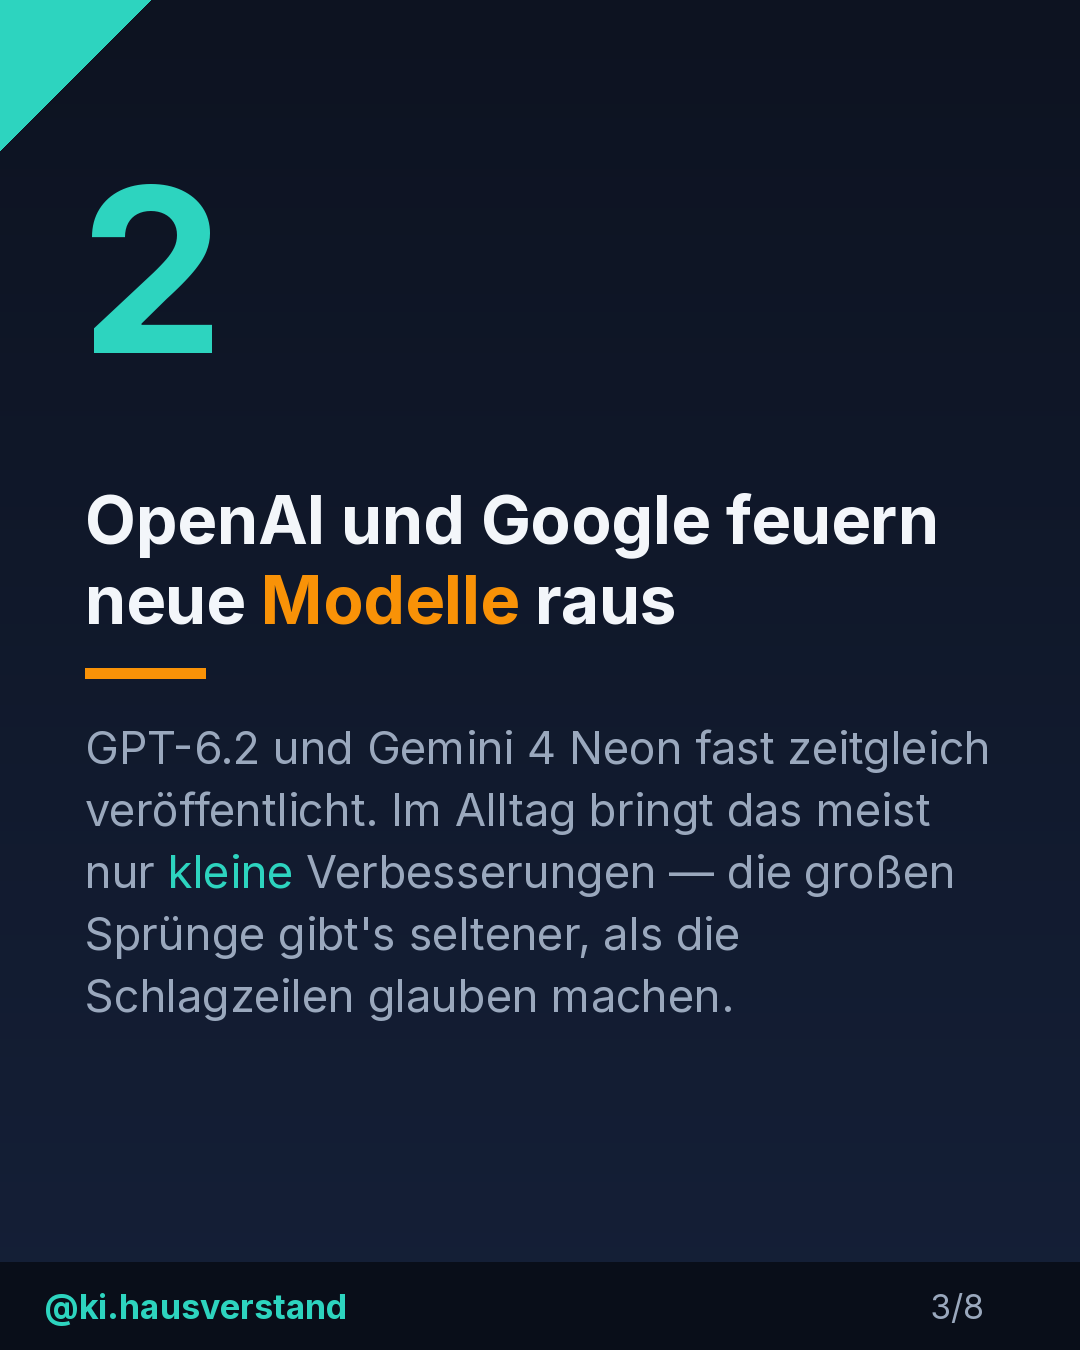 2
OpenAI und Google feuern
neue Modelle raus
GPT-6.2 und Gemini 4 Neon fast zeitgleich
veröffentlicht. Im Alltag bringt das meist
nur kleine Verbesserungen — die großen
Sprünge gibt's seltener, als die
Schlagzeilen glauben machen.
@ki.hausverstand
3/8